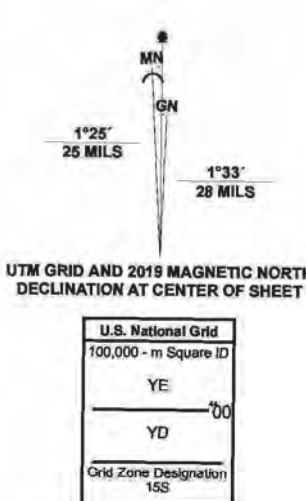 MN
GN
1°25´
25 MILS
1°33´
28 MILS
UTM GRID AND 2019 MAGNETIC NORTH
DECLINATION AT CENTER OF SHEET
U.S. National Grid
100,000 - m Square ID
YE
⁴⁴00
YD
Grid Zone Designation
15S